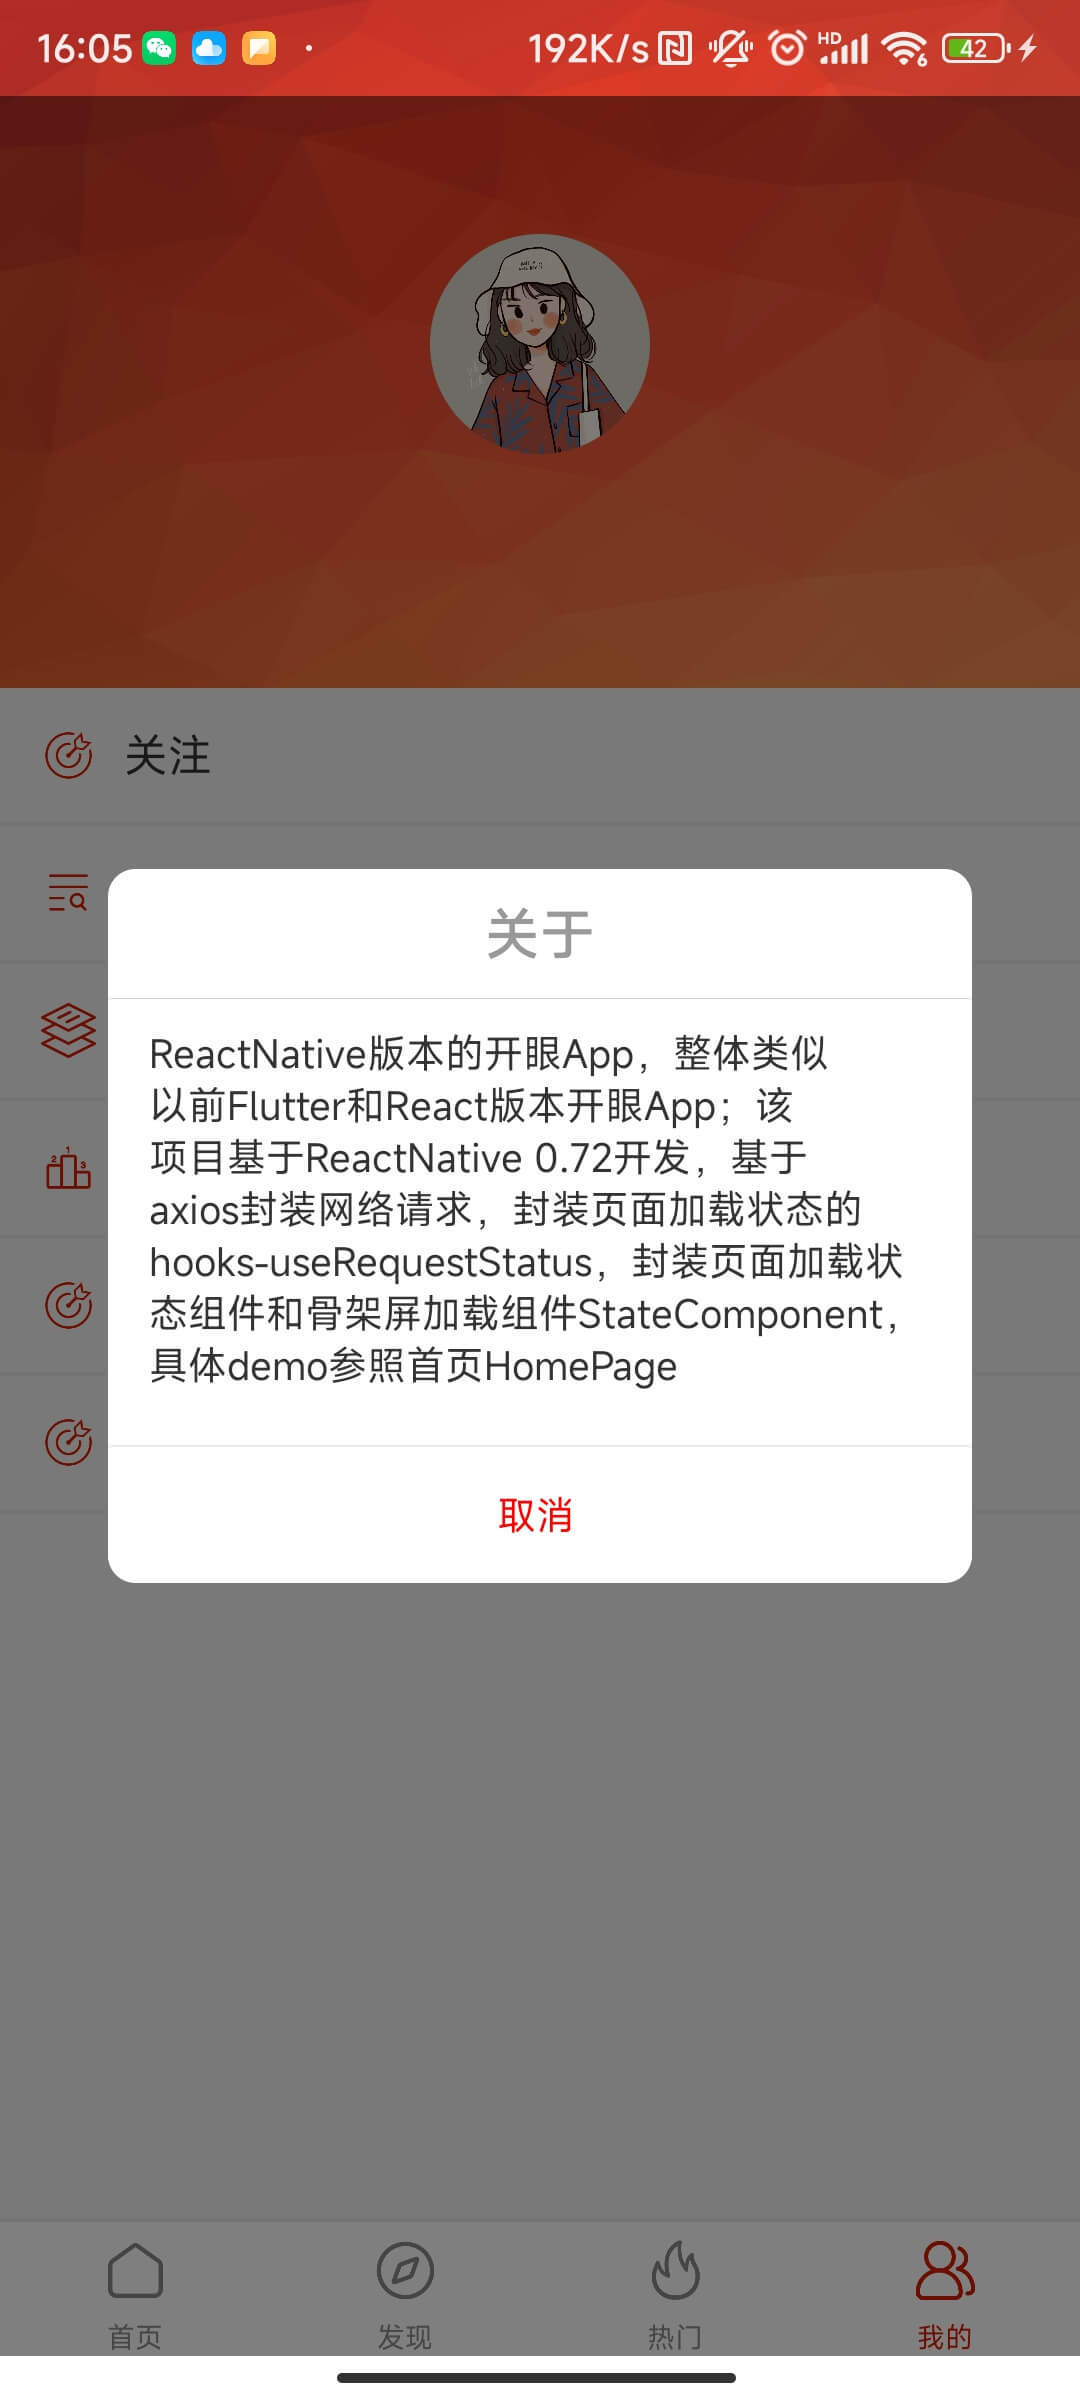 16:05
192K/s
HD
6
42
关注
关于
ReactNative版本的开眼App，整体类似
以前Flutter和React版本开眼App；该
项目基于ReactNative 0.72开发，基于
axios封装网络请求，封装页面加载状态的
hooks-useRequestStatus，封装页面加载状
态组件和骨架屏加载组件StateComponent，
具体demo参照首页HomePage
2 1 3
取消
首页
发现
热门
我的